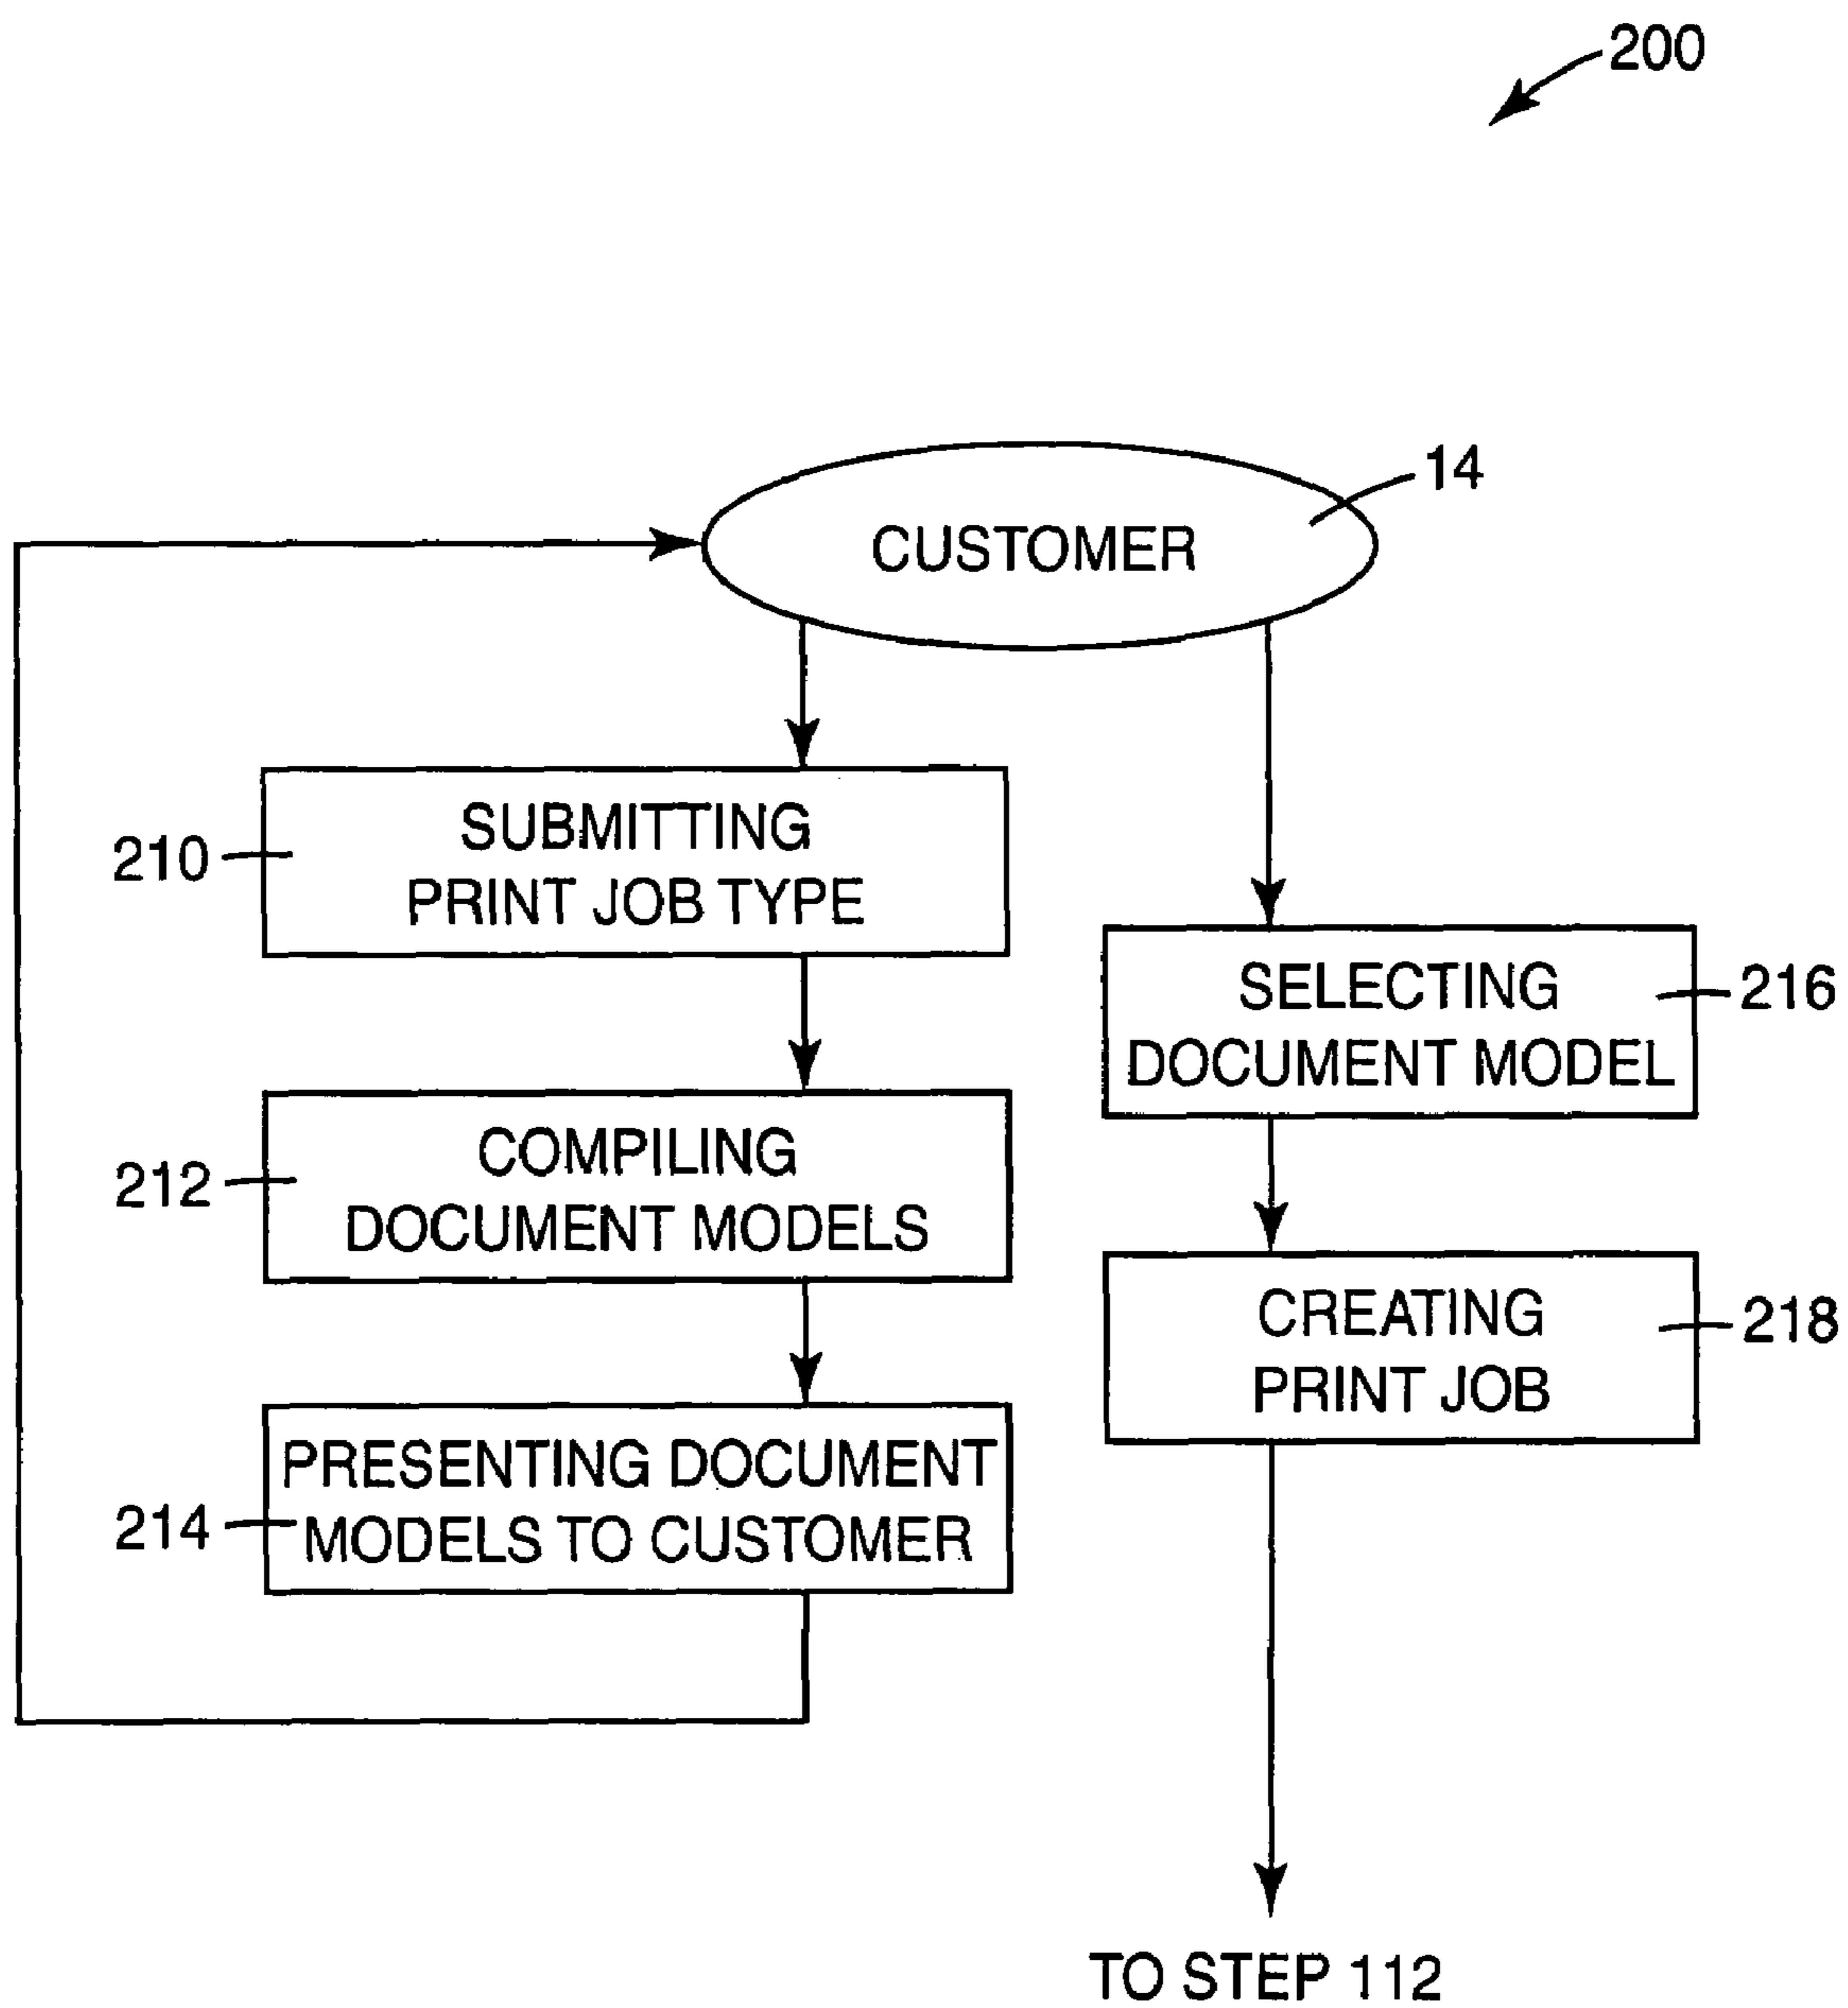 200
14
CUSTOMER
210
SUBMITTING
PRINT JOB TYPE
216
SELECTING
DOCUMENT MODEL
212
COMPILING
DOCUMENT MODELS
218
CREATING
PRINT JOB
214
PRESENTING DOCUMENT
MODELS TO CUSTOMER
TO STEP 112